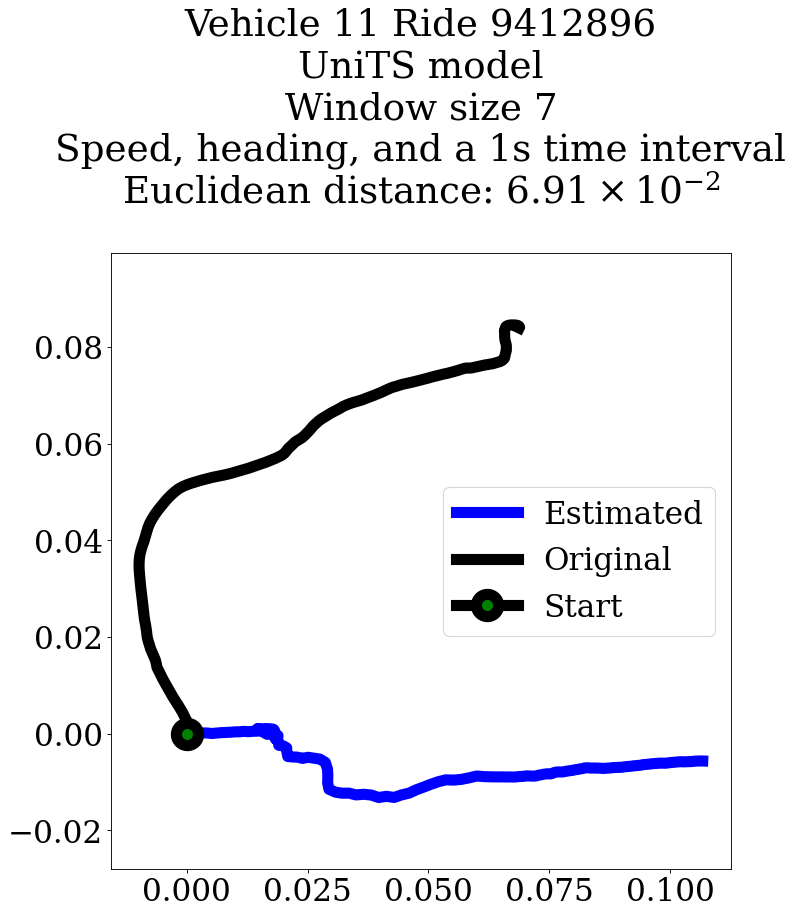 Vehicle 11 Ride 9412896
UniTS model
Window size 7
Speed, heading, and a 1s time interval
Euclidean distance: 6.91 × 10⁻²
0.08
0.06
0.04
0.02
0.00
−0.02
Estimated
Original
Start
0.000 0.025 0.050 0.075 0.100